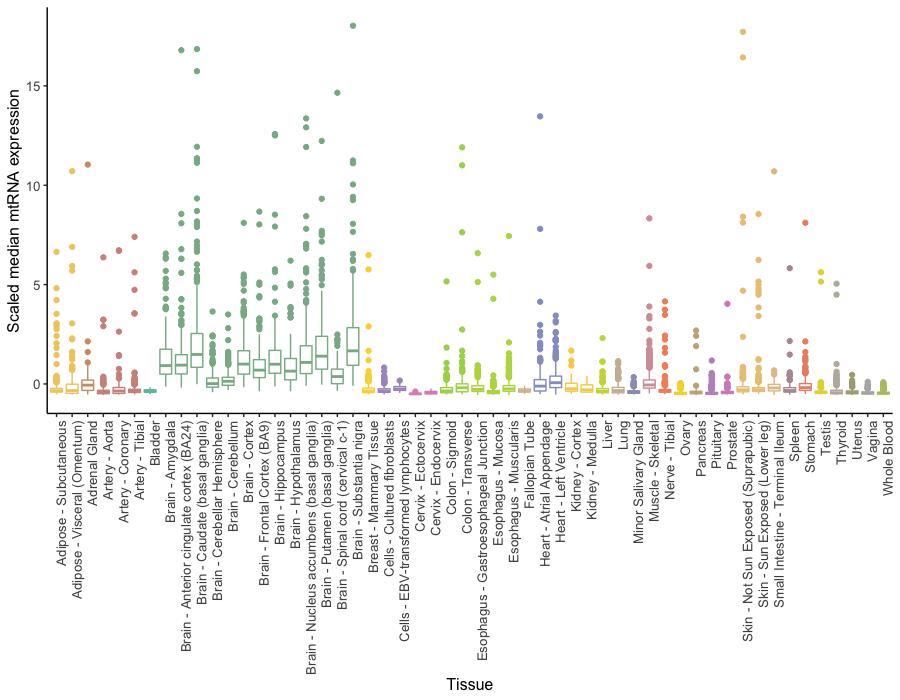 Scaled median mtRNA expression
15
10
5
0
Adipose - Subcutaneous
Adipose - Visceral (Omentum)
Adrenal Gland
Artery - Aorta
Artery - Coronary
Artery - Tibial
Bladder
Brain - Amygdala
Brain - Anterior cingulate cortex (BA24)
Brain - Caudate (basal ganglia)
Brain - Cerebellar Hemisphere
Brain - Cerebellum
Brain - Cortex
Brain - Frontal Cortex (BA9)
Brain - Hippocampus
Brain - Hypothalamus
Brain - Nucleus accumbens (basal ganglia)
Brain - Putamen (basal ganglia)
Brain - Spinal cord (cervical c-1)
Brain - Substantia nigra
Breast - Mammary Tissue
Cells - Cultured fibroblasts
Cells - EBV-transformed lymphocytes
Cervix - Ectocervix
Cervix - Endocervix
Colon - Sigmoid
Colon - Transverse
Esophagus - Gastroesophageal Junction
Esophagus - Mucosa
Esophagus - Muscularis
Fallopian Tube
Heart - Atrial Appendage
Heart - Left Ventricle
Kidney - Cortex
Kidney - Medulla
Liver
Lung
Minor Salivary Gland
Muscle - Skeletal
Nerve - Tibial
Ovary
Pancreas
Pituitary
Prostate
Skin - Not Sun Exposed (Suprapubic)
Skin - Sun Exposed (Lower leg)
Small Intestine - Terminal Ileum
Spleen
Stomach
Testis
Thyroid
Uterus
Vagina
Whole Blood
Tissue